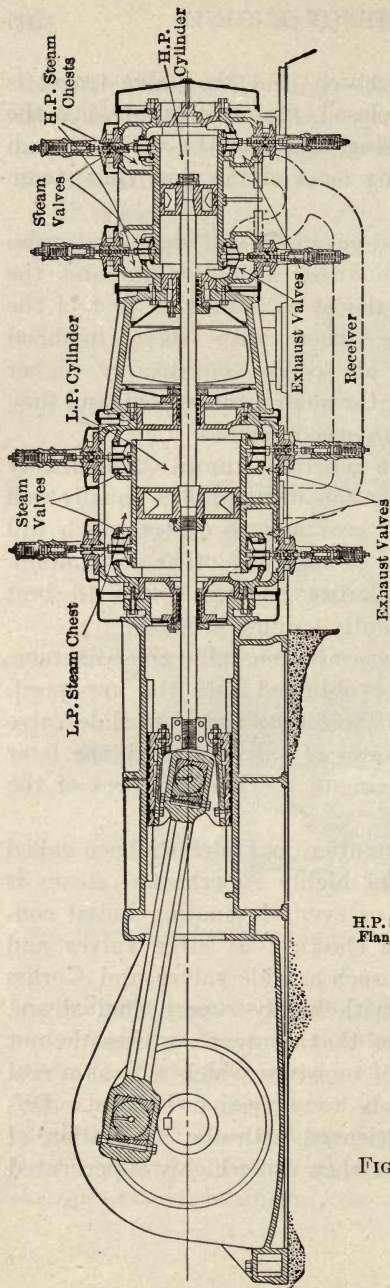 H.P. Steam
Chests
H.P.
Cylinder
Steam
Valves
L.P. Cylinder
Exhaust Valves
Receiver
Steam
Valves
L.P. Steam Chest
Exhaust Valves
H.P.
Flan
FIG